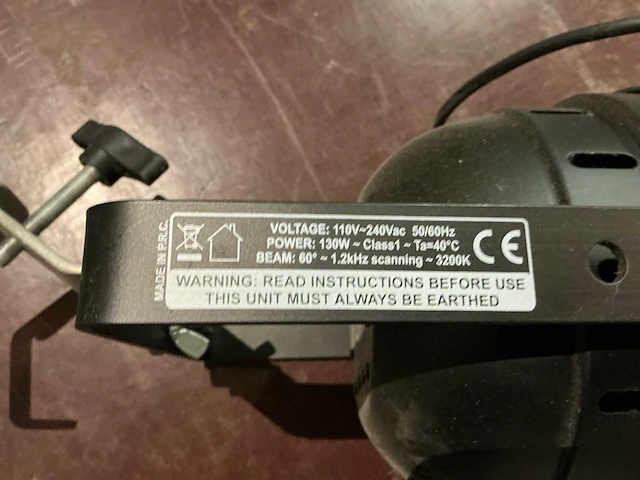 MADE IN P.R.C.
VOLTAGE: 110V~240Vac 50/60Hz
POWER: 130W ~ Class1 ~ Ta=40°C
BEAM: 60° ~ 1.2kHz scanning ~ 3200K
CE
WARNING: READ INSTRUCTIONS BEFORE USE
THIS UNIT MUST ALWAYS BE EARTHED